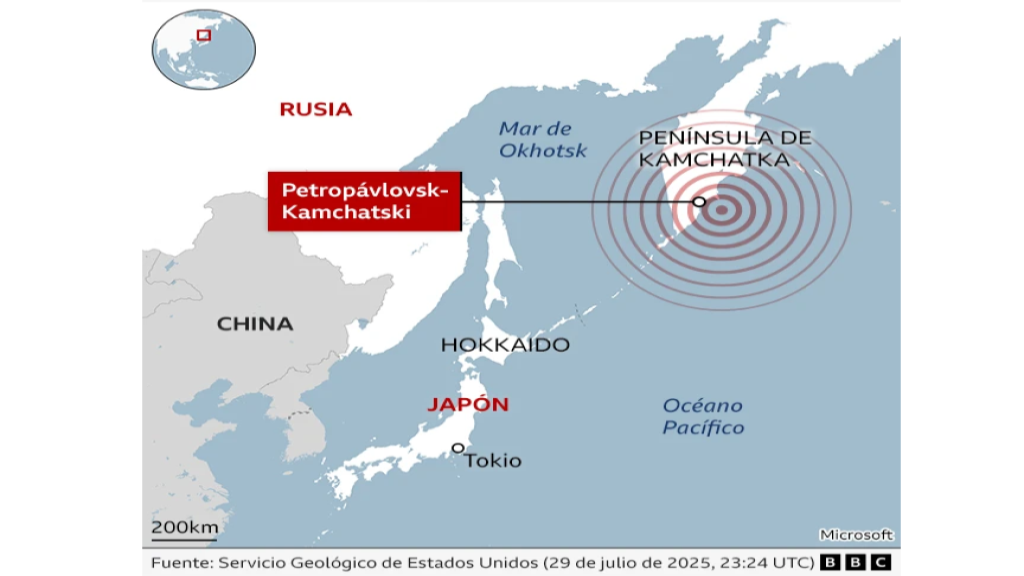 RUSIA
Mar de
Okhotsk
PENÍNSULA DE
KAMCHATKA
Petropávlovsk-
Kamchatski
CHINA
HOKKAIDO
JAPÓN
Océano
Pacífico
Tokio
200km
Microsoft
Fuente: Servicio Geológico de Estados Unidos (29 de julio de 2025, 23:24 UTC) BBC